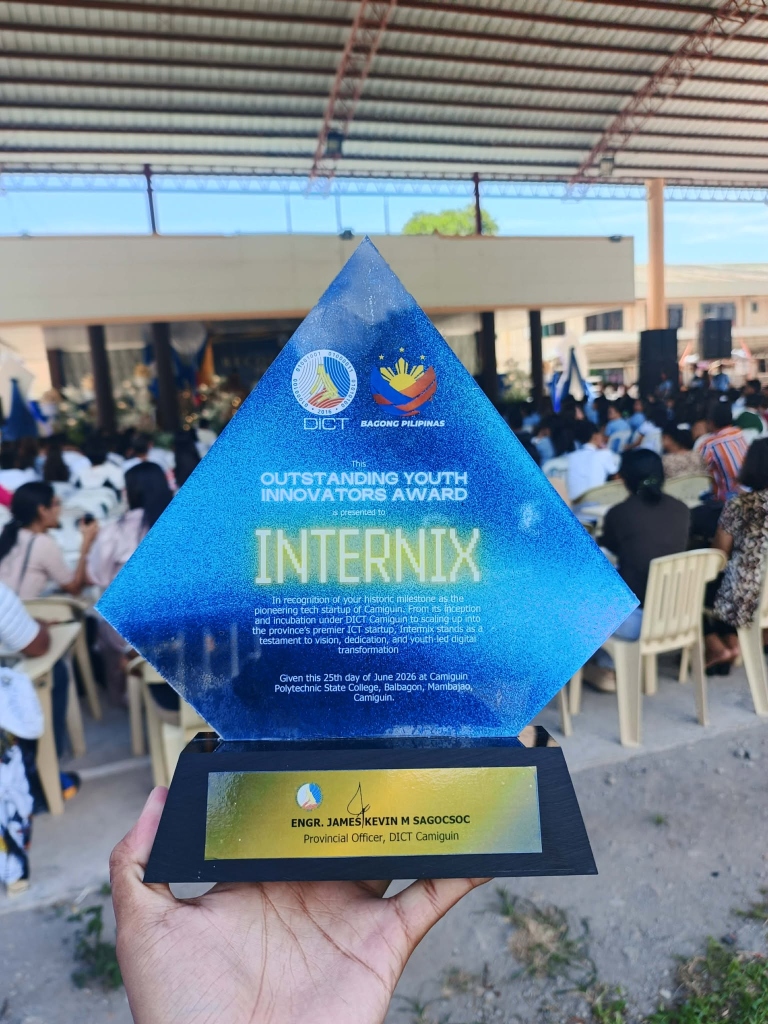 DICT
BAGONG PILIPINAS
This
OUTSTANDING YOUTH
INNOVATORS AWARD
is presented to
INTERNIX
In recognition of your historic milestone as the
pioneering tech startup of Camiguin. From its inception
and incubation under DICT Camiguin to scaling up into
the province's premier ICT startup, Intermix stands as a
testament to vision, dedication, and youth-led digital
transformation
Given this 25th day of June 2026 at Camiguin
Polytechnic State College, Balbagon, Mambajao,
Camiguin.
ENGR. JAMES KEVIN M SAGOCSOC
Provincial Officer, DICT Camiguin